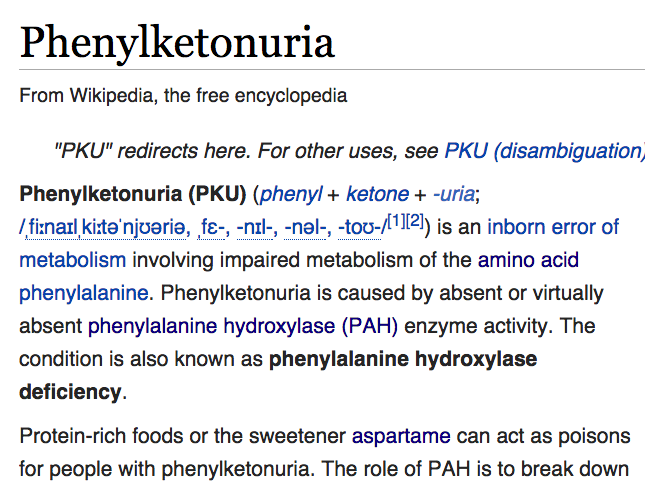 Phenylketonuria
From Wikipedia, the free encyclopedia
"PKU" redirects here. For other uses, see PKU (disambiguation)
Phenylketonuria (PKU) (phenyl + ketone + -uria;
/ˌfiːnaɪlˌkiːtəˈnjʊəriə, ˌfɛ-, -nɪl-, -nəl-, -toʊ-/[1][2]) is an inborn error of
metabolism involving impaired metabolism of the amino acid
phenylalanine. Phenylketonuria is caused by absent or virtually
absent phenylalanine hydroxylase (PAH) enzyme activity. The
condition is also known as phenylalanine hydroxylase
deficiency.
Protein-rich foods or the sweetener aspartame can act as poisons
for people with phenylketonuria. The role of PAH is to break down